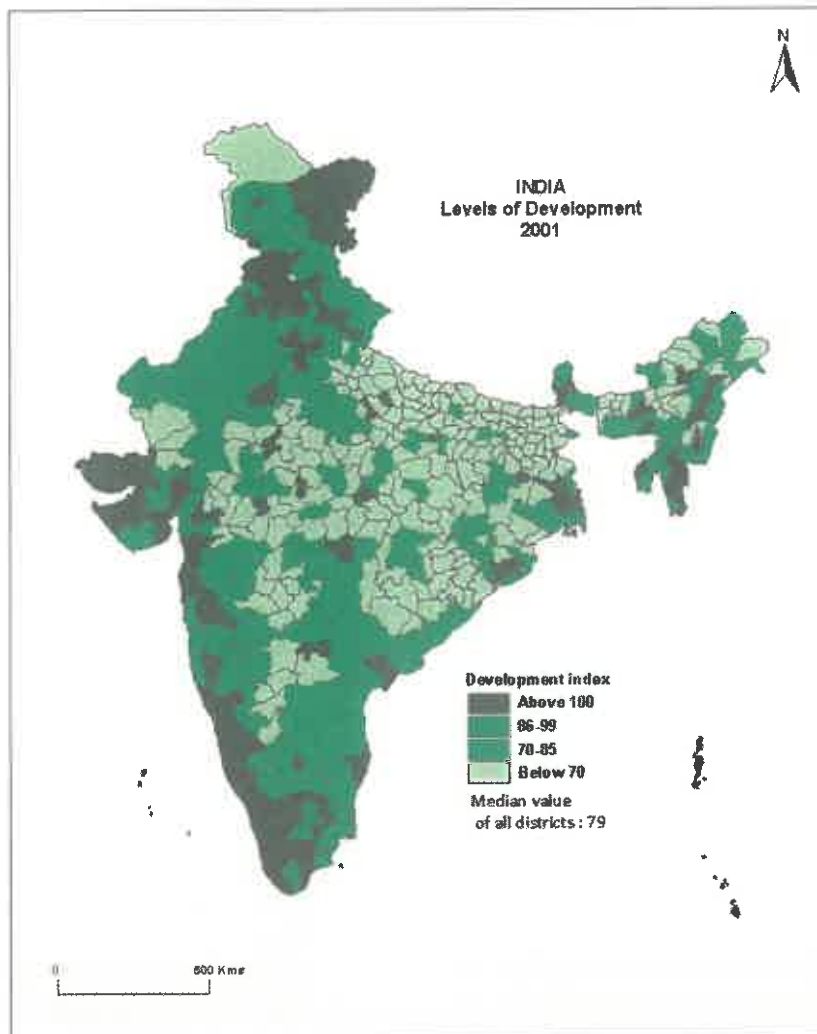 N
INDIA
Levels of Development
2001
Development index
Above 100
86-99
70-85
Below 70
Median value
of all districts : 79
0 500 Kms